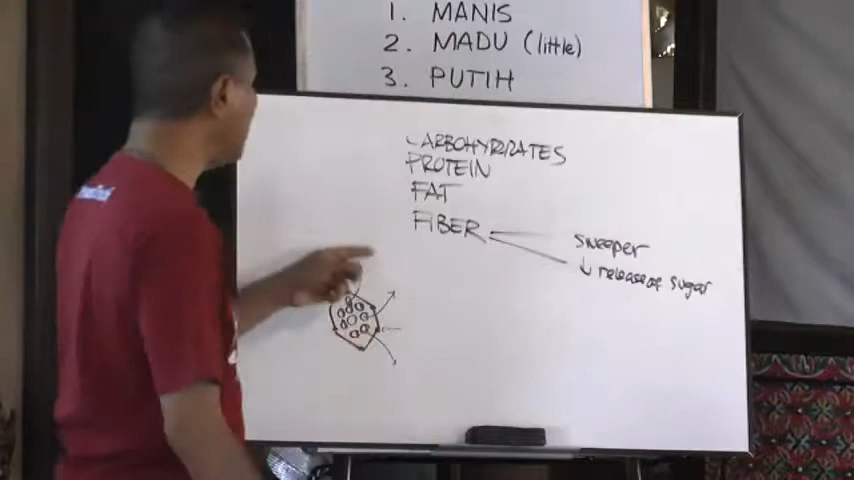 1. MANIS
2. MADU (little)
3. PUTIH
CARBOHYDRATES
PROTEIN
FAT
FIBER
sweeper
↓ release of sugar